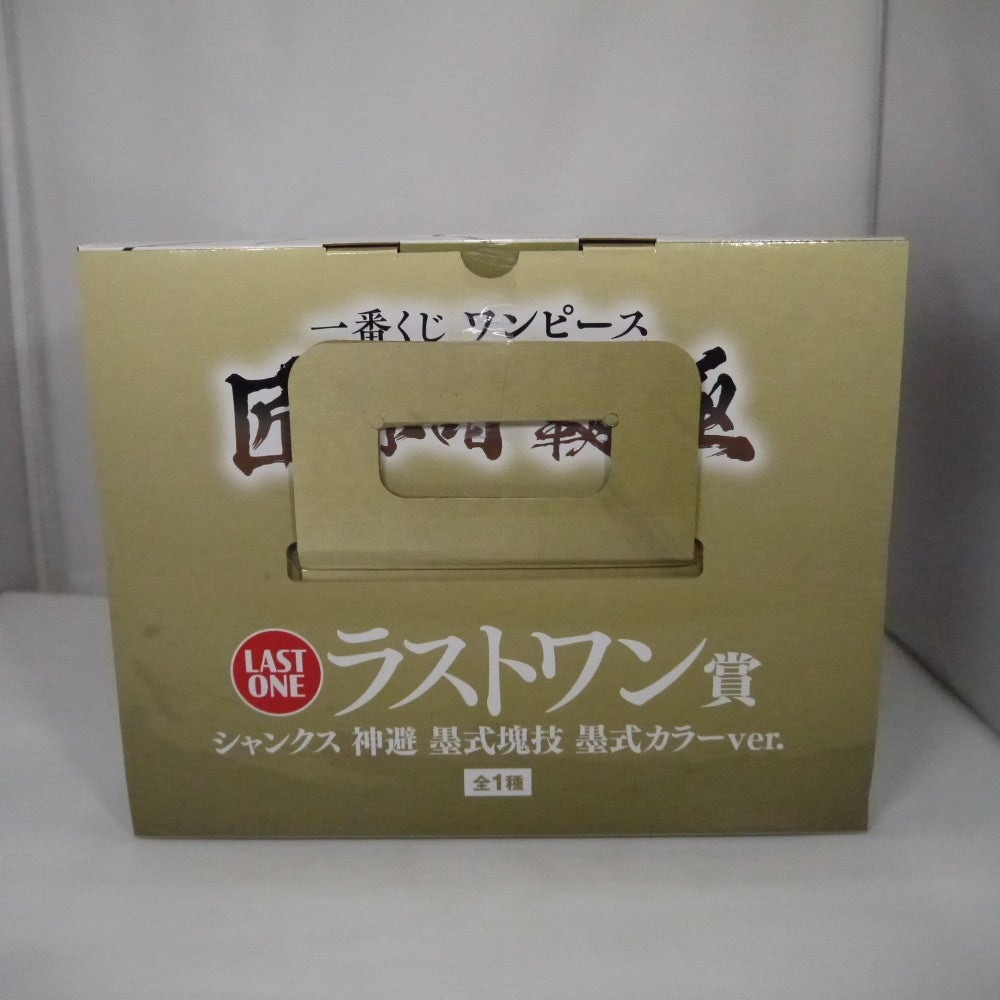 一番くじ ワンピース
匠
LAST ONE ラストワン賞
シャンクス 神避 墨式塊技 墨式カラーver.
全1種